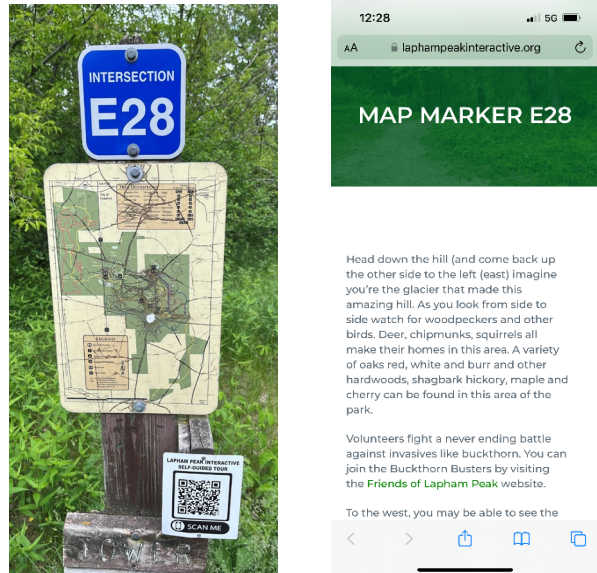 INTERSECTION
E28
LEGEND
LAPHAM PEAK INTERACTIVE
SELF-GUIDED TOUR
SCAN ME
TOWER
12:28
5G
AA
laphampeakinteractive.org
MAP MARKER E28
Head down the hill (and come back up
the other side to the left (east) imagine
you're the glacier that made this
amazing hill. As you look from side to
side watch for woodpeckers and other
birds. Deer, chipmunks, squirrels all
make their homes in this area. A variety
of oaks red, white and burr and other
hardwoods, shagbark hickory, maple and
cherry can be found in this area of the
park.
Volunteers fight a never ending battle
against invasives like buckthorn. You can
join the Buckthorn Busters by visiting
the Friends of Lapham Peak website.
To the west, you may be able to see the